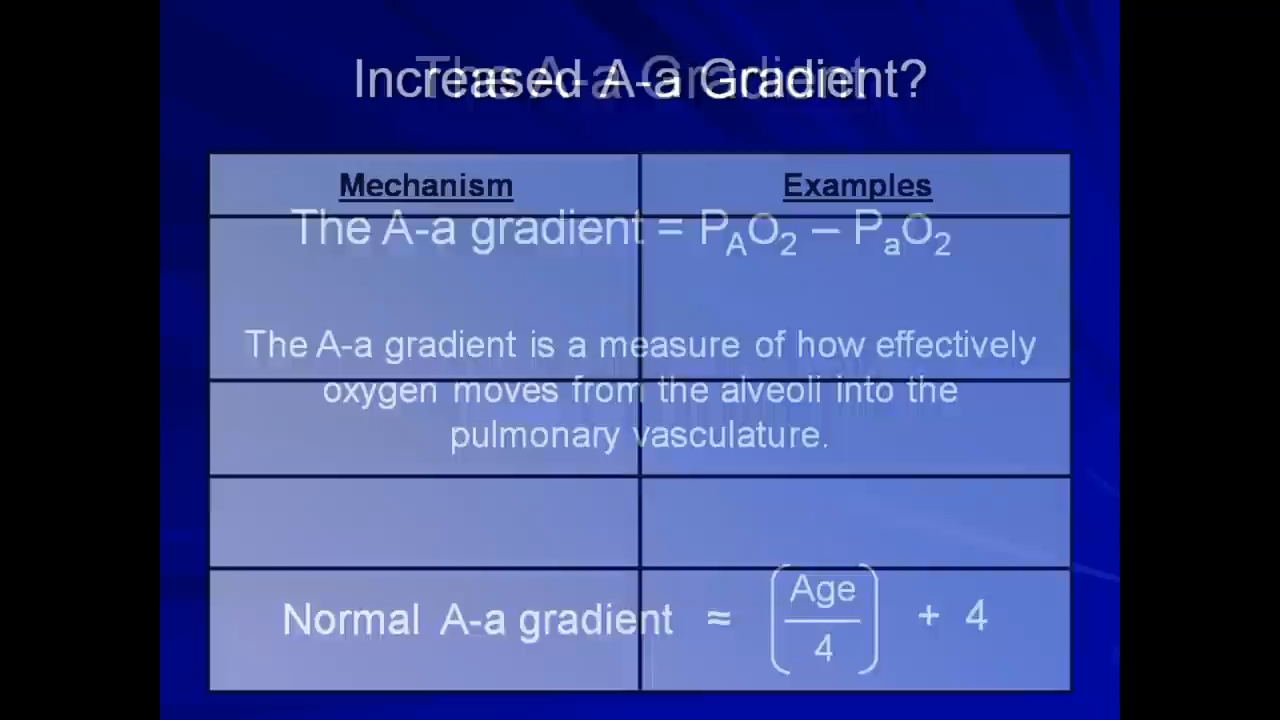 Increased A-a Gradient?
The A-a Gradient
Mechanism Examples
The A-a gradient = PAO2 – PaO2
The A-a gradient is a measure of how effectively
oxygen moves from the alveoli into the
pulmonary vasculature.
Normal A-a gradient ≈ (Age/4) + 4